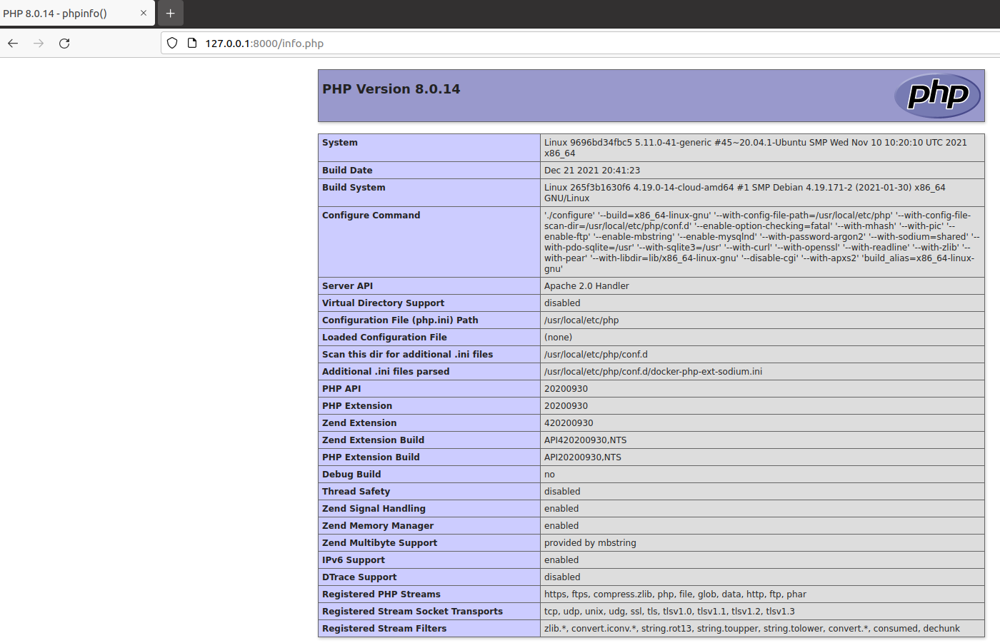 PHP 8.0.14 - phpinfo()
127.0.0.1:8000/info.php
PHP Version 8.0.14
php
System
Linux 9696bd34fbc5 5.11.0-41-generic #45~20.04.1-Ubuntu SMP Wed Nov 10 10:20:10 UTC 2021
x86_64
Build Date
Dec 21 2021 20:41:23
Build System
Linux 265f3b1630f6 4.19.0-14-cloud-amd64 #1 SMP Debian 4.19.171-2 (2021-01-30) x86_64
GNU/Linux
Configure Command
'./configure' '--build=x86_64-linux-gnu' '--with-config-file-path=/usr/local/etc/php' '--with-config-file-
scan-dir=/usr/local/etc/php/conf.d' '--enable-option-checking=fatal' '--with-mhash' '--with-pic' '--
enable-ftp' '--enable-mbstring' '--enable-mysqlnd' '--with-password-argon2' '--with-sodium=shared' '--
with-pdo-sqlite=/usr' '--with-sqlite3=/usr' '--with-curl' '--with-openssl' '--with-readline' '--with-zlib' '--
with-pear' '--with-libdir=lib/x86_64-linux-gnu' '--disable-cgi' '--with-apxs2' 'build_alias=x86_64-linux-
gnu'
Server API
Apache 2.0 Handler
Virtual Directory Support
disabled
Configuration File (php.ini) Path
/usr/local/etc/php
Loaded Configuration File
(none)
Scan this dir for additional .ini files
/usr/local/etc/php/conf.d
Additional .ini files parsed
/usr/local/etc/php/conf.d/docker-php-ext-sodium.ini
PHP API
20200930
PHP Extension
20200930
Zend Extension
420200930
Zend Extension Build
API420200930,NTS
PHP Extension Build
API20200930,NTS
Debug Build
no
Thread Safety
disabled
Zend Signal Handling
enabled
Zend Memory Manager
enabled
Zend Multibyte Support
provided by mbstring
IPv6 Support
enabled
DTrace Support
disabled
Registered PHP Streams
https, ftps, compress.zlib, php, file, glob, data, http, ftp, phar
Registered Stream Socket Transports
tcp, udp, unix, udg, ssl, tls, tlsv1.0, tlsv1.1, tlsv1.2, tlsv1.3
Registered Stream Filters
zlib.*, convert.iconv.*, string.rot13, string.toupper, string.tolower, convert.*, consumed, dechunk